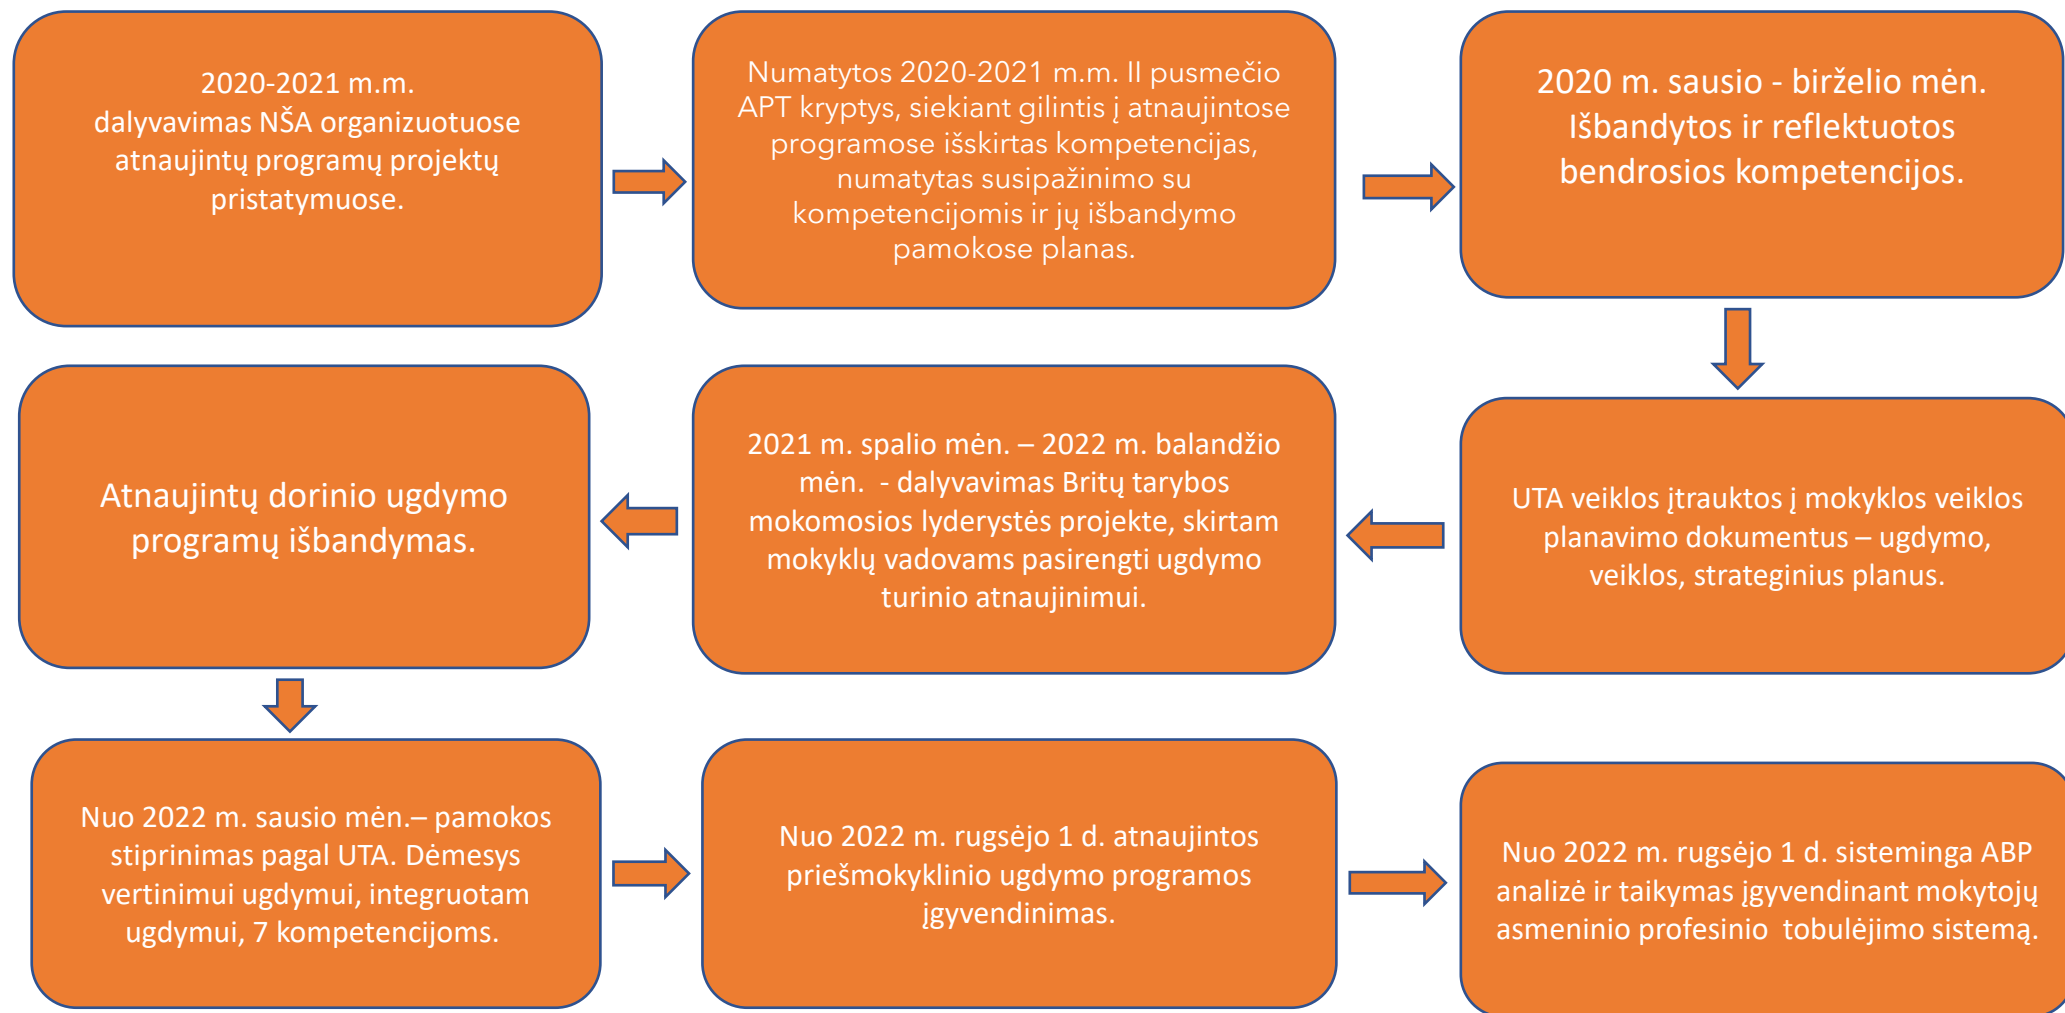 2020-2021 m.m.
dalyvavimas NŠA organizuotuose
atnaujintų programų projektų
pristatymuose.
Numatytos 2020-2021 m.m. II pusmečio
APT kryptys, siekiant gilintis į atnaujintose
programose išskirtas kompetencijas,
numatytas susipažinimo su
kompetencijomis ir jų išbandymo
pamokose planas.
2020 m. sausio - birželio mėn.
Išbandytos ir reflektuotos
bendrosios kompetencijos.
UTA veiklos įtrauktos į mokyklos veiklos
planavimo dokumentus – ugdymo,
veiklos, strateginius planus.
2021 m. spalio mėn. – 2022 m. balandžio
mėn. - dalyvavimas Britų tarybos
mokomosios lyderystės projekte, skirtam
mokyklų vadovams pasirengti ugdymo
turinio atnaujinimui.
Atnaujintų dorinio ugdymo
programų išbandymas.
Nuo 2022 m. sausio mėn.– pamokos
stiprinimas pagal UTA. Dėmesys
vertinimui ugdymui, integruotam
ugdymui, 7 kompetencijoms.
Nuo 2022 m. rugsėjo 1 d. atnaujintos
priešmokyklinio ugdymo programos
įgyvendinimas.
Nuo 2022 m. rugsėjo 1 d. sisteminga ABP
analizė ir taikymas įgyvendinant mokytojų
asmeninio profesinio tobulėjimo sistemą.